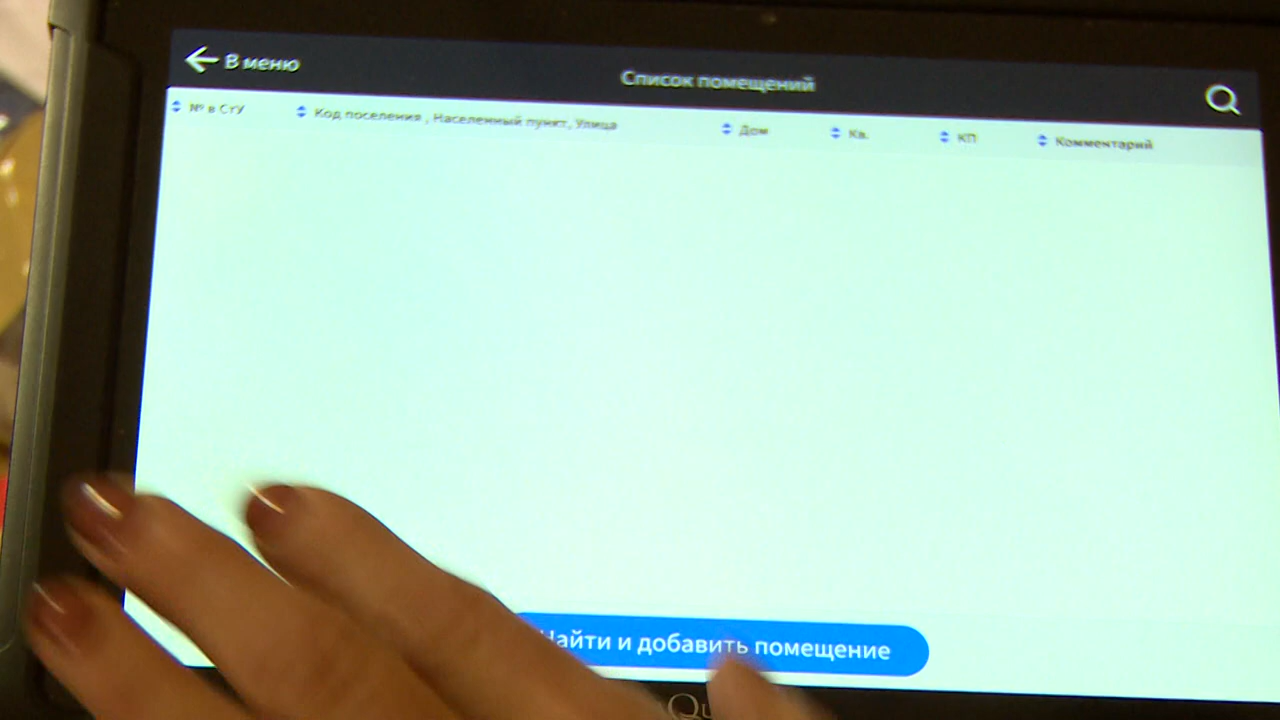 В меню
Список помещений
№ в СтУ Код поселения , Населенный пункт, Улица Дом Кв. КП Комментарий
Найти и добавить помещение